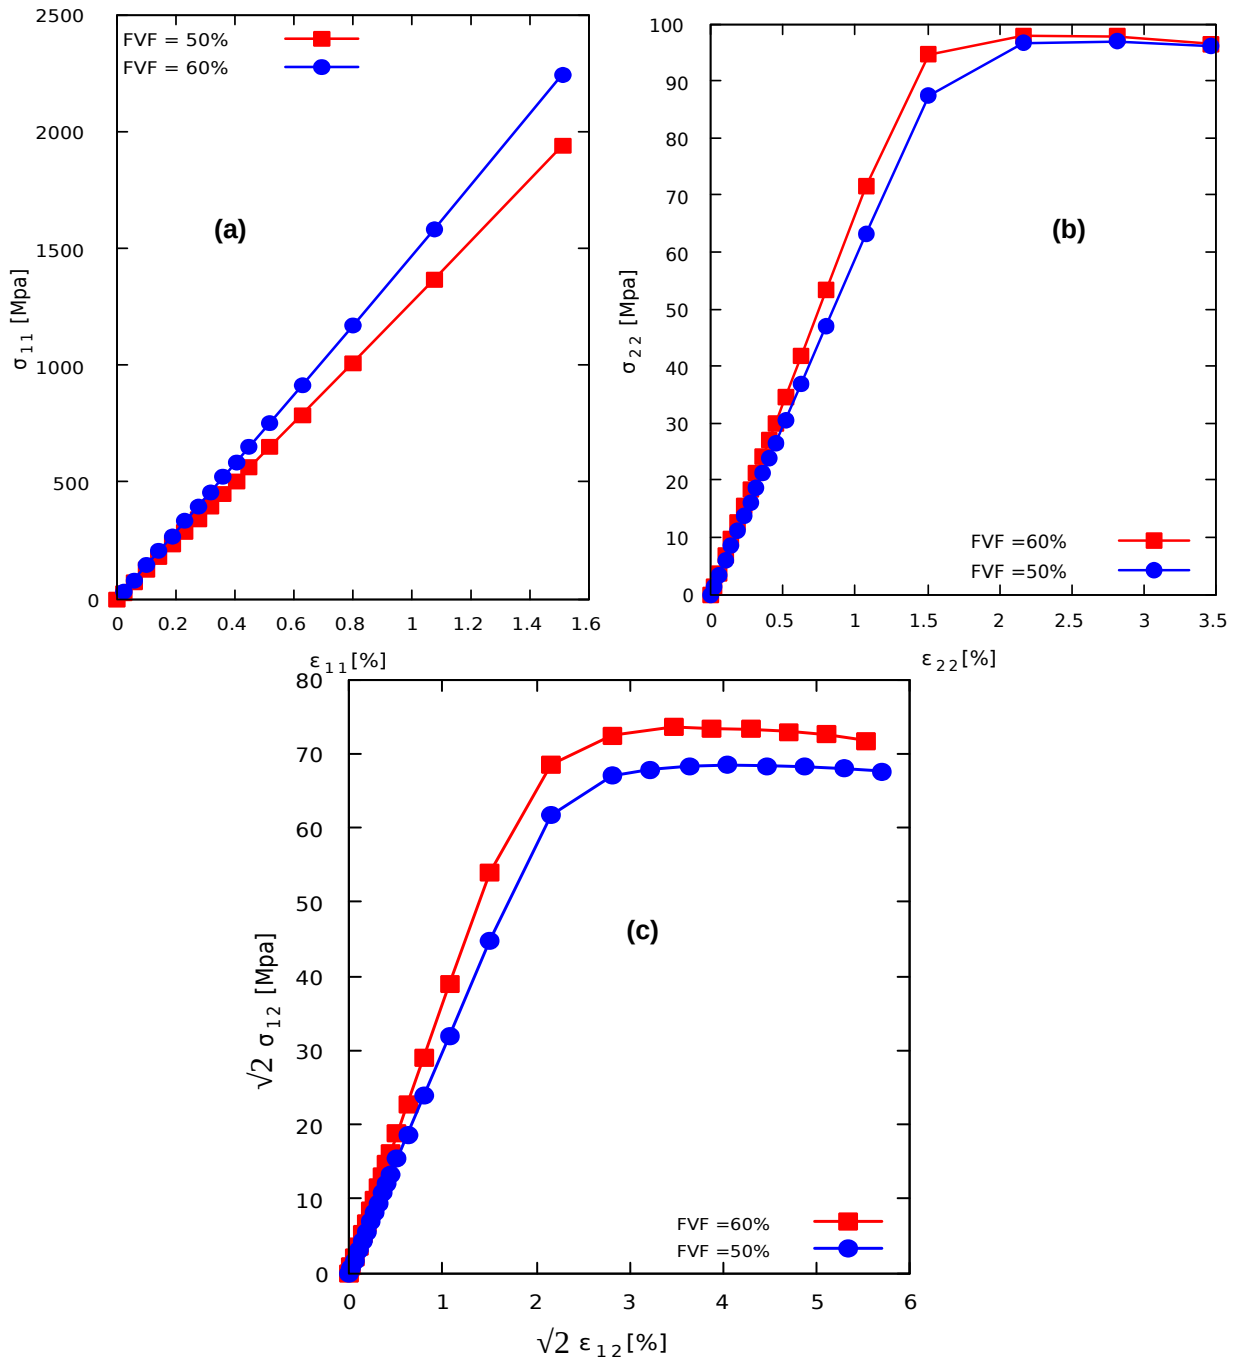 2500
FVF = 50%
FVF = 60%
2000
(a)
1500
σ11 [Mpa]
1000
500
0
0 0.2 0.4 0.6 0.8 1 1.2 1.4 1.6
ε11[%]
100
90
80
70
(b)
60
σ22 [Mpa]
50
40
30
20
10
FVF =60%
FVF =50%
0
0 0.5 1 1.5 2 2.5 3 3.5
ε22[%]
80
70
60
50
(c)
√2 σ12 [Mpa]
40
30
20
10
FVF =60%
FVF =50%
0
0 1 2 3 4 5 6
√2 ε12[%]